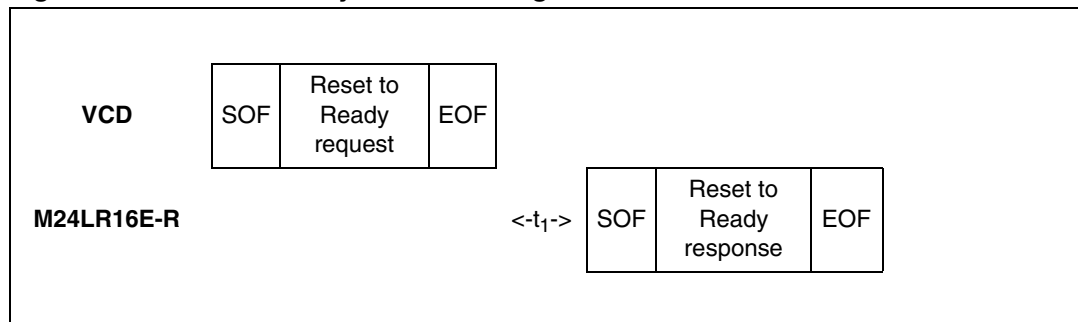 VCD
SOF
Reset to
Ready
request
EOF
M24LR16E-R
<-t₁->
SOF
Reset to
Ready
response
EOF